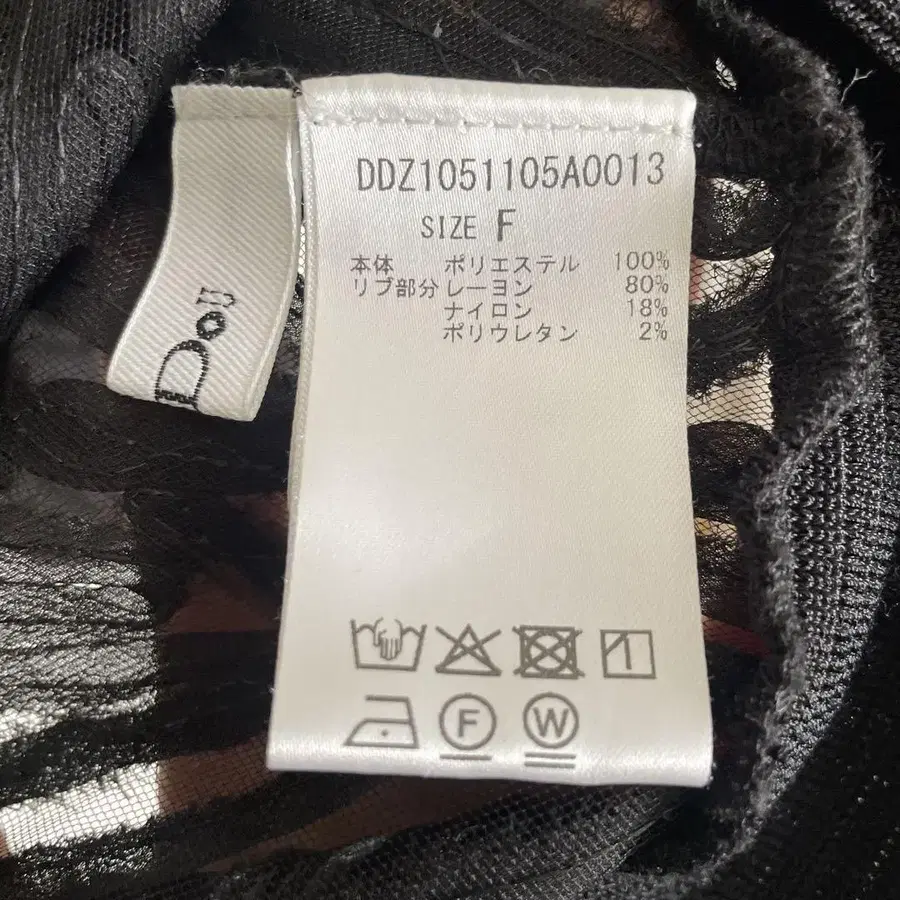 Doll
DDZ1051105A0013
SIZE F
本体 ポリエステル 100%
リブ部分 レーヨン 80%
ナイロン 18%
ポリウレタン 2%
F W